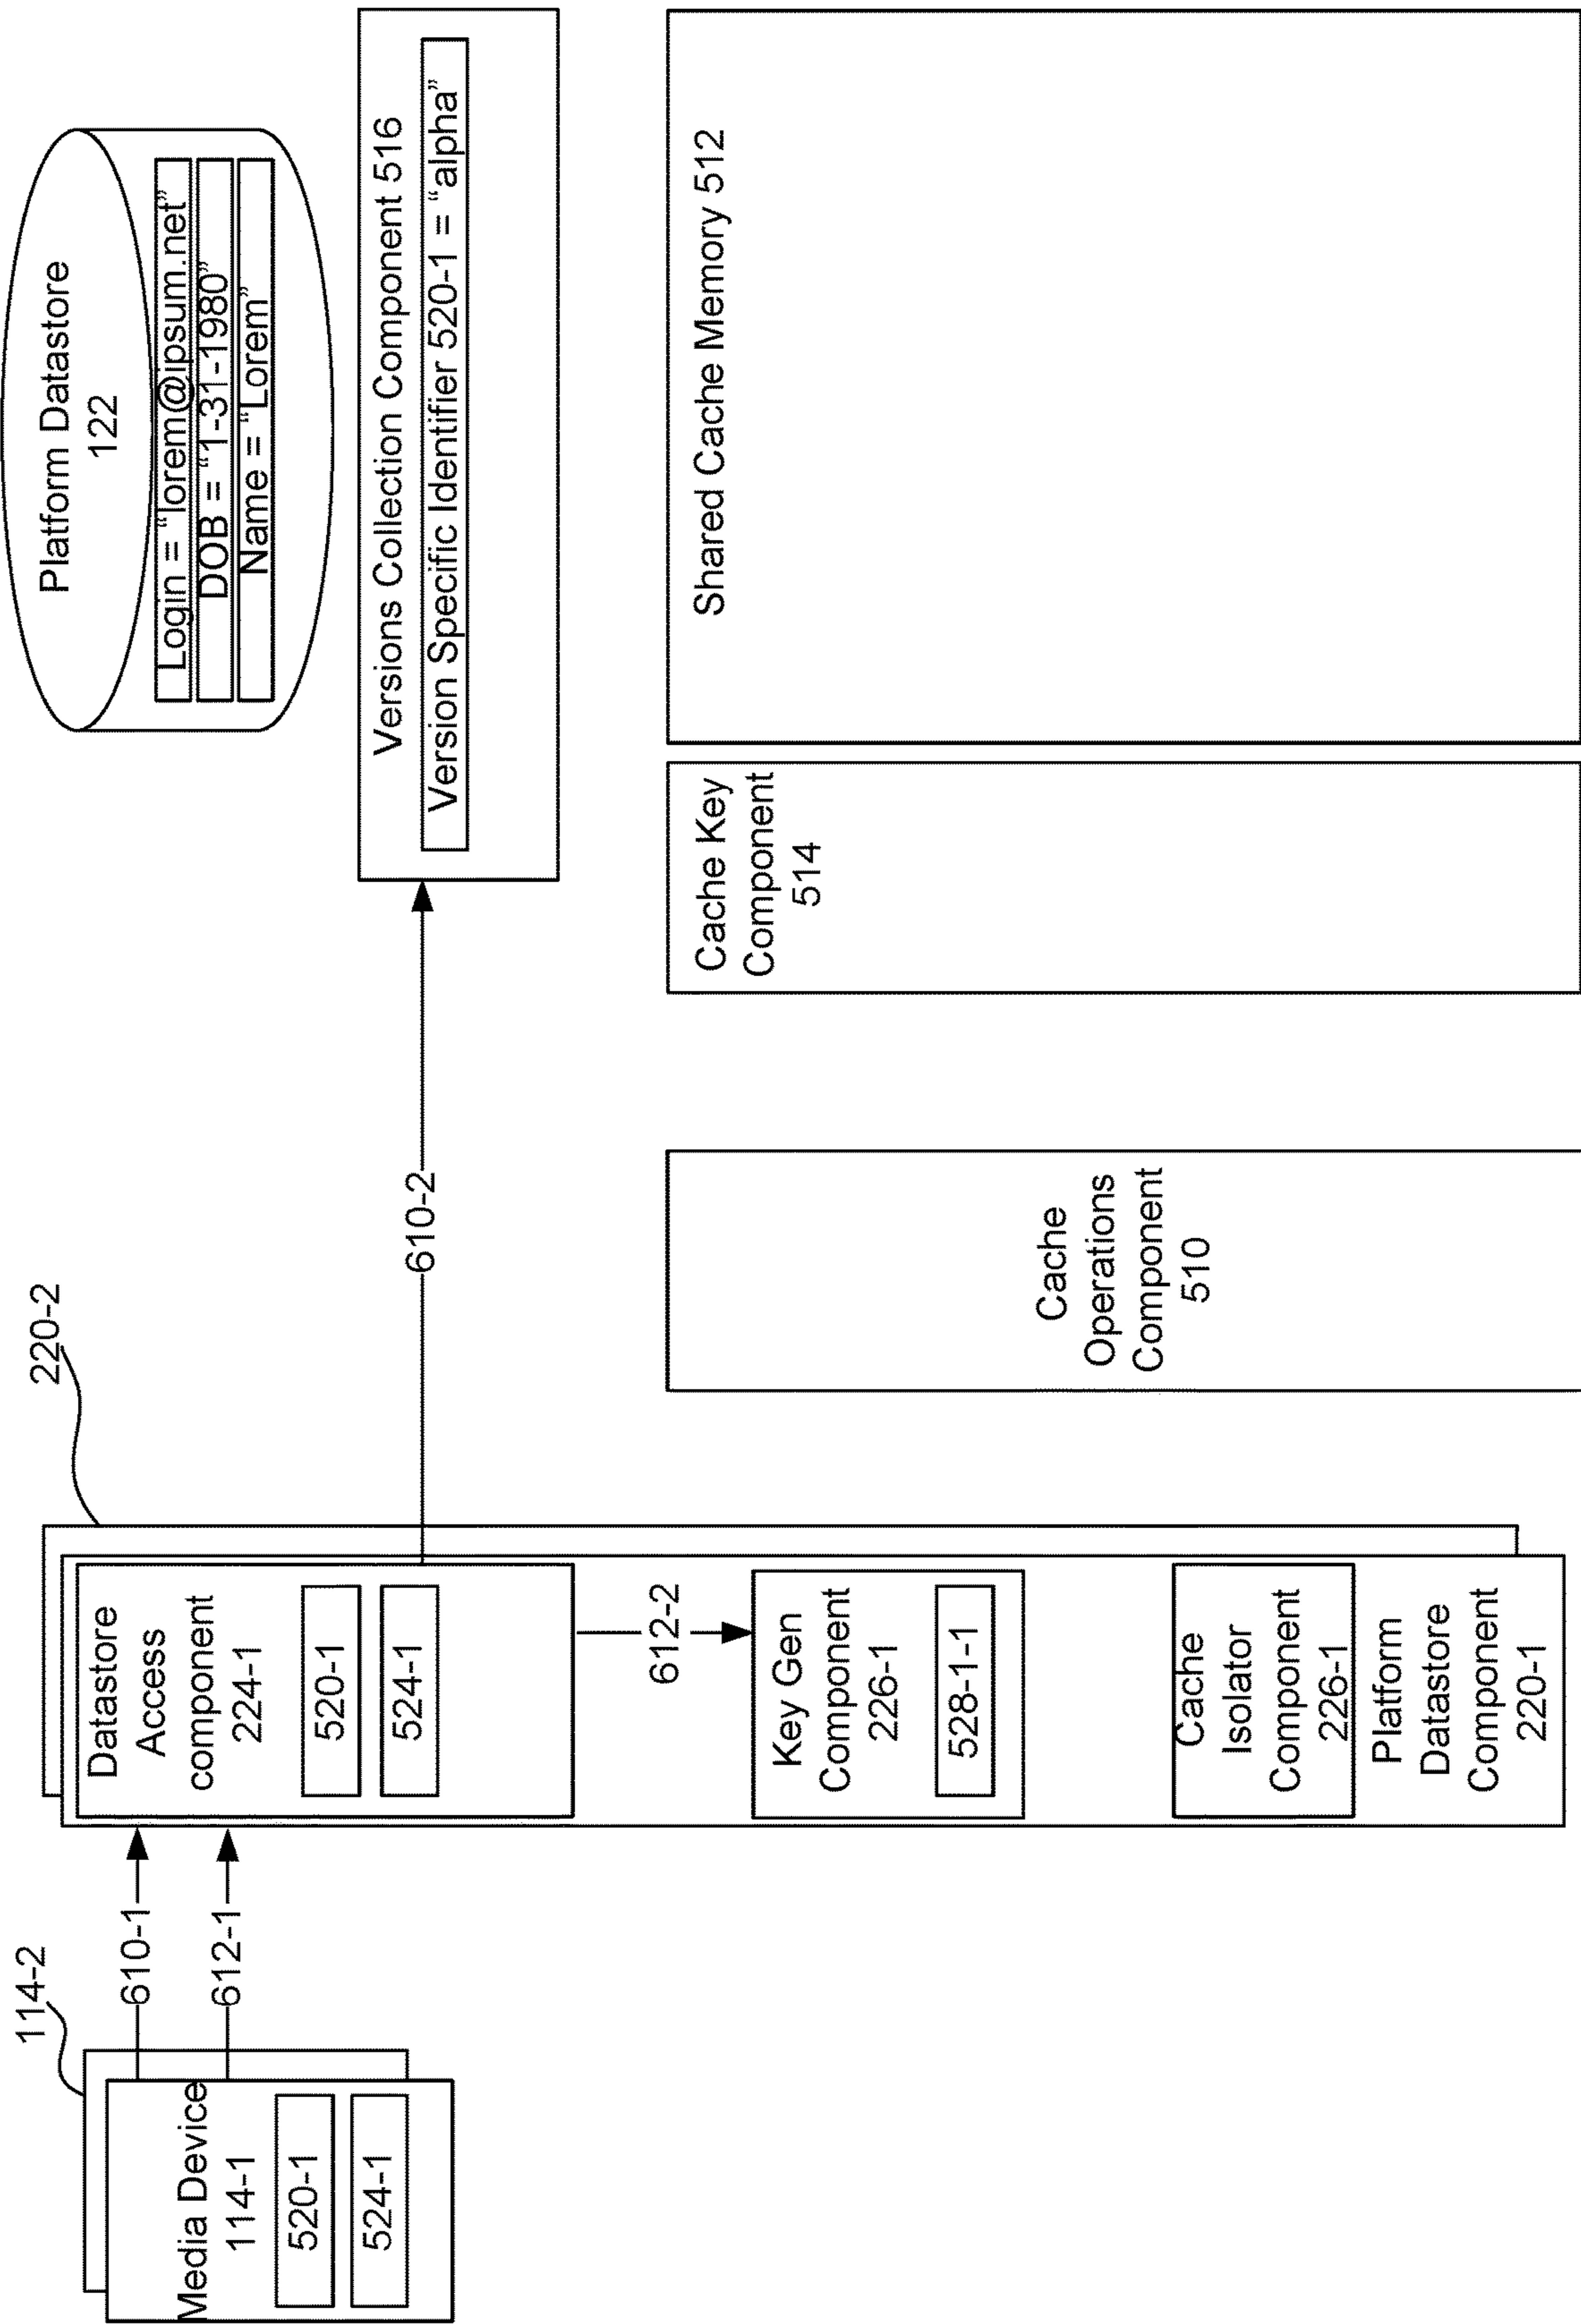 114-2
Media Device
114-1
520-1
524-1
610-1
612-1
220-2
Datastore
Access
component
224-1
520-1
524-1
612-2
Key Gen
Component
226-1
528-1-1
Cache
Isolator
Component
226-1
Platform
Datastore
Component
220-1
610-2
Cache
Operations
Component
510
Platform Datastore
122
Login = “lorem@ipsum.net”
DOB = “1-31-1980”
Name = “Lorem”
Versions Collection Component 516
Version Specific Identifier 520-1 = “alpha”
Cache Key
Component
514
Shared Cache Memory 512